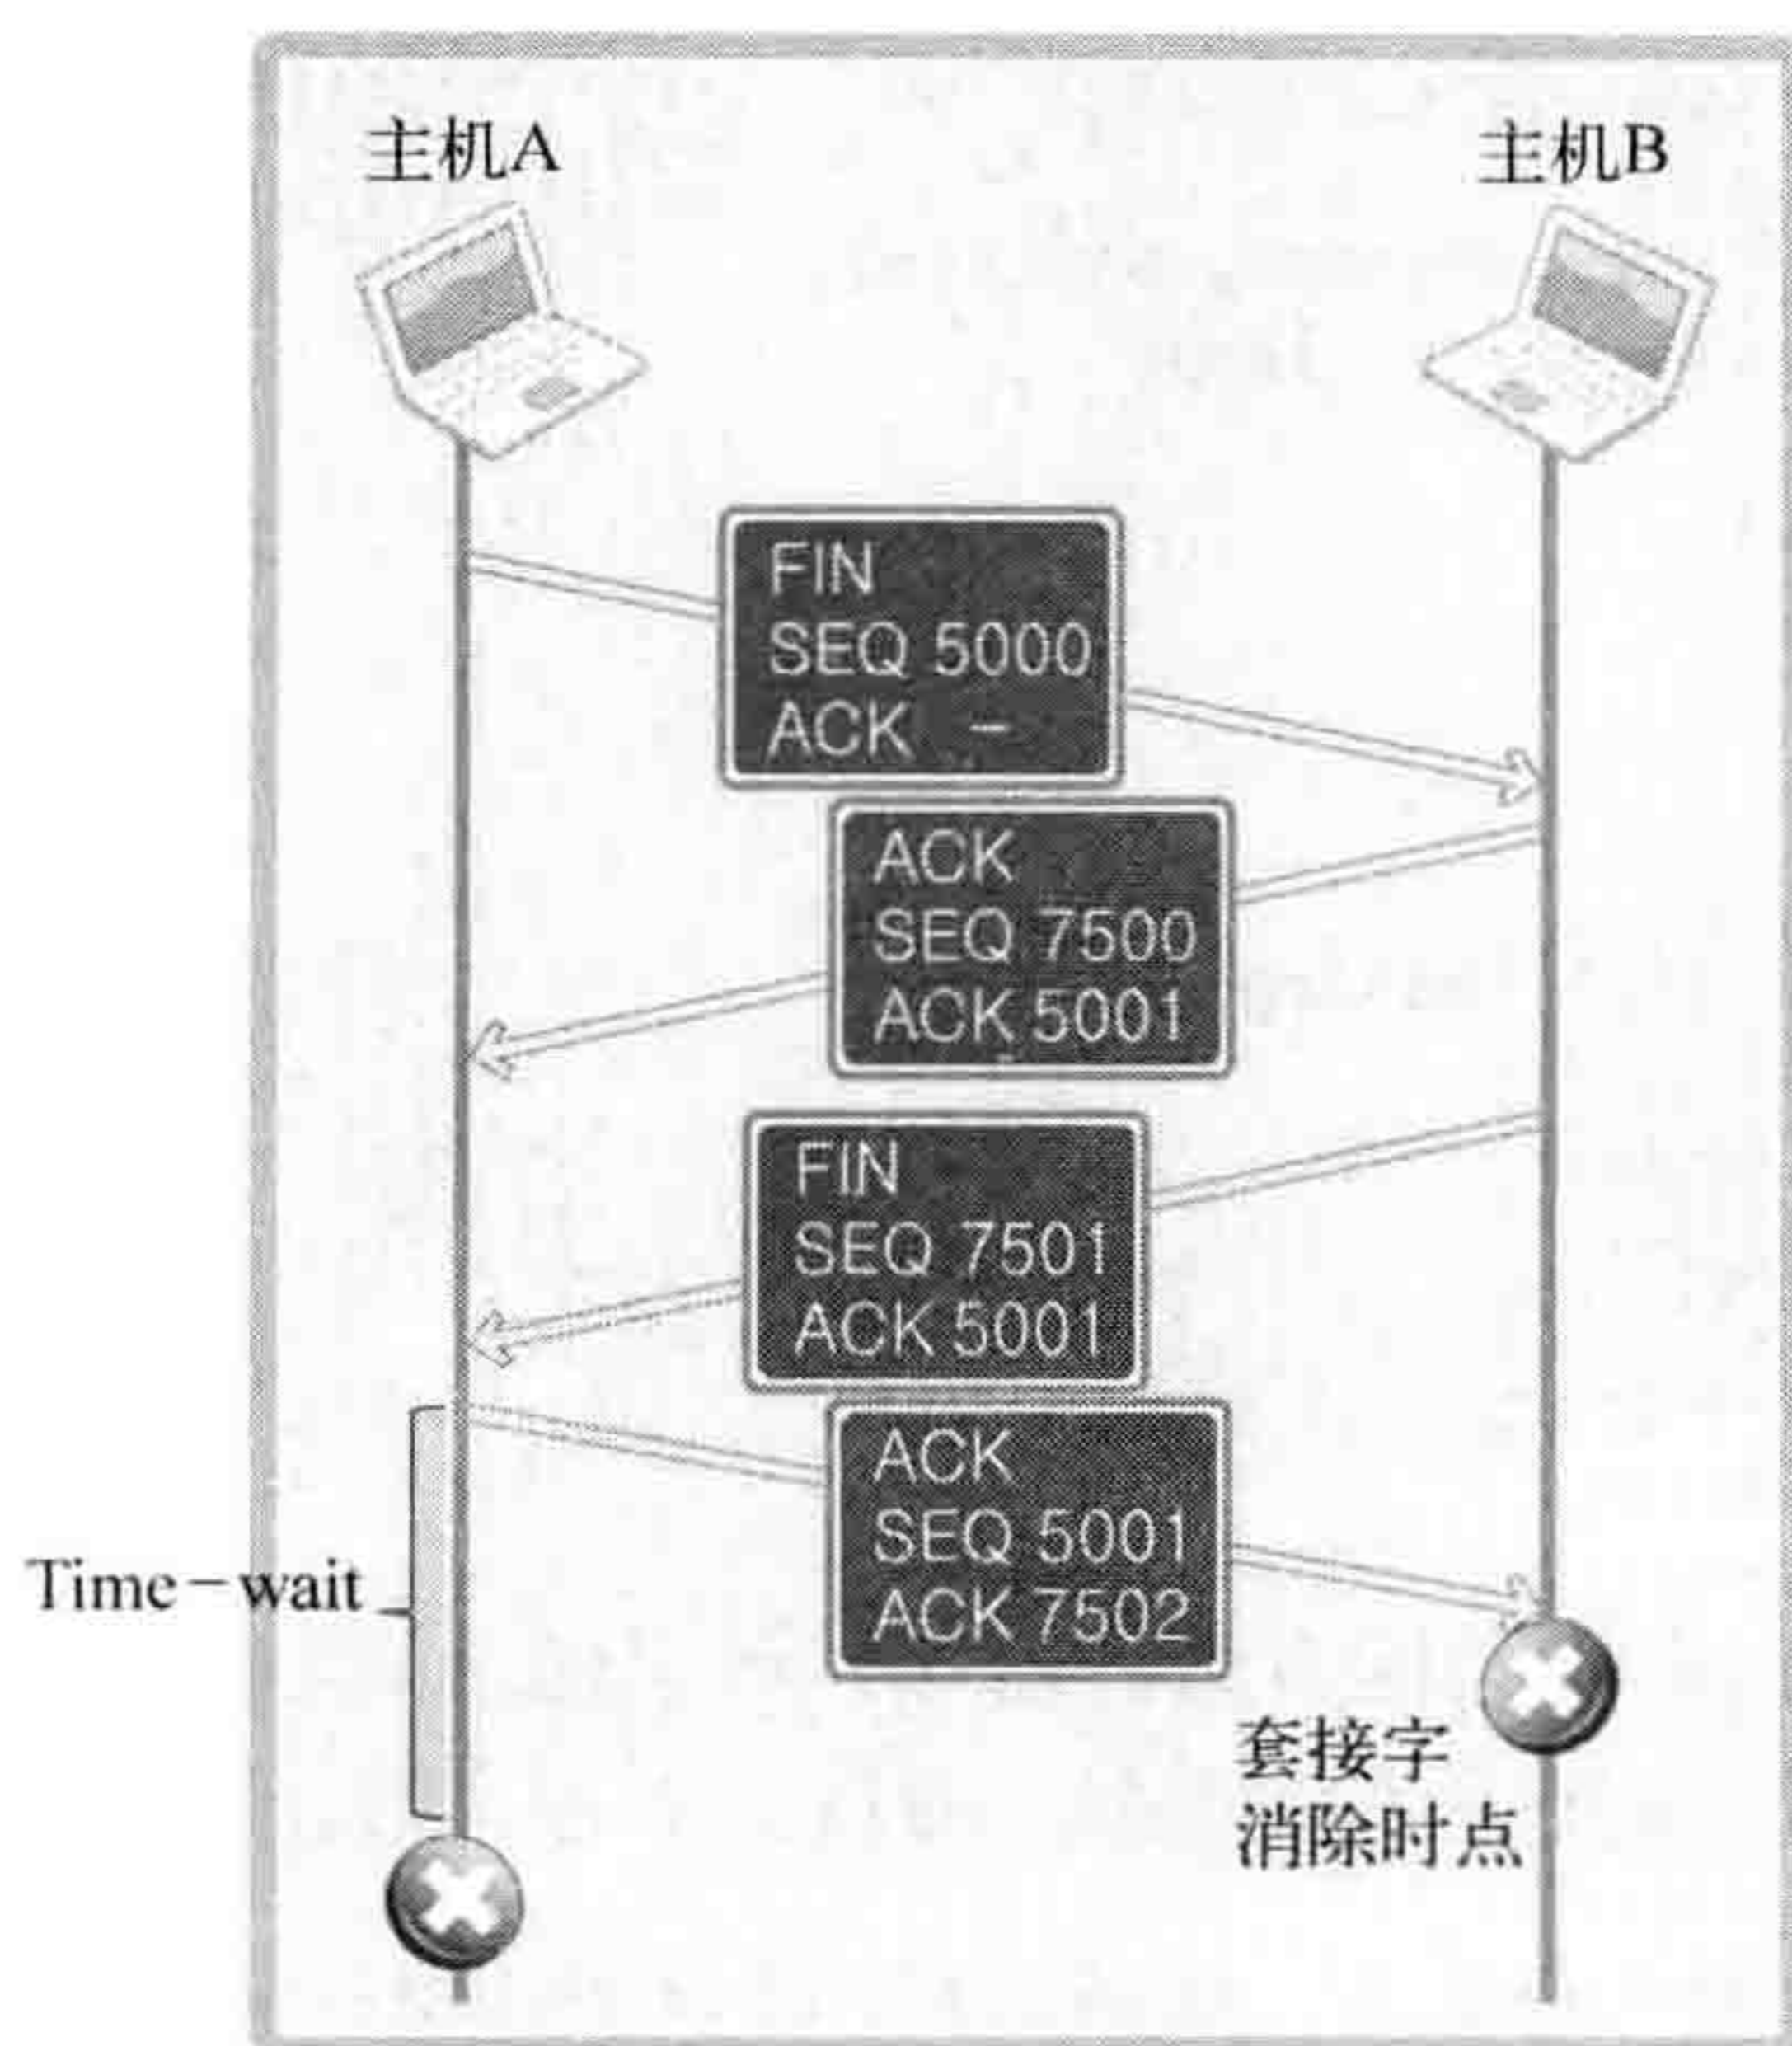 主机A
主机B
FIN
SEQ 5000
ACK -
ACK
SEQ 7500
ACK 5001
FIN
SEQ 7501
ACK 5001
ACK
SEQ 5001
ACK 7502
Time-wait
套接字
消除时点